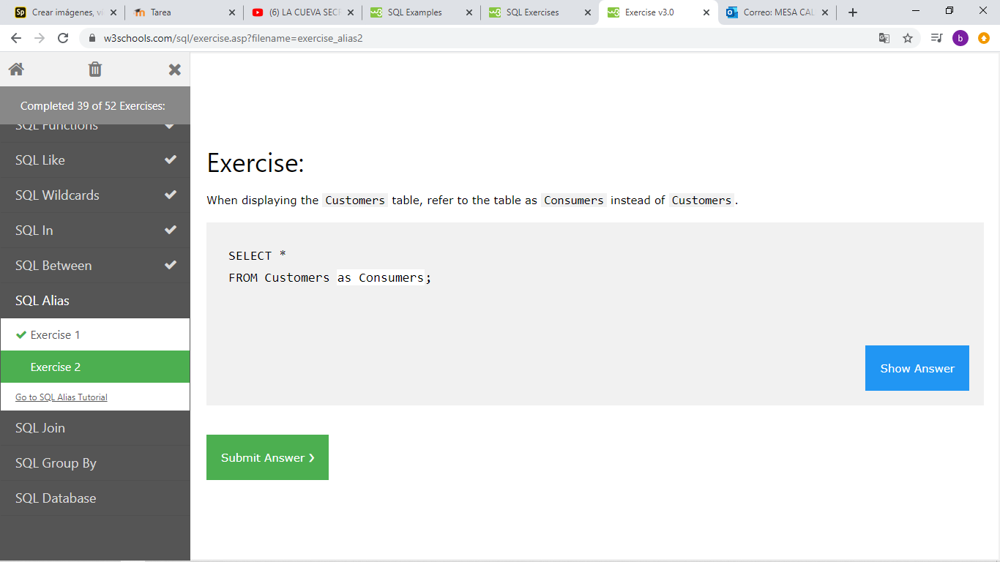 Crear imágenes, ví
Tarea
(6) LA CUEVA SECR
SQL Examples
SQL Exercises
Exercise v3.0
Correo: MESA CAL
w3schools.com/sql/exercise.asp?filename=exercise_alias2
b
Completed 39 of 52 Exercises:
SQL Functions
SQL Like
SQL Wildcards
SQL In
SQL Between
SQL Alias
Exercise 1
Exercise 2
Go to SQL Alias Tutorial
SQL Join
SQL Group By
SQL Database
Exercise:
When displaying the Customers table, refer to the table as Consumers instead of Customers.
SELECT *
FROM Customers as Consumers;
Show Answer
Submit Answer ❯